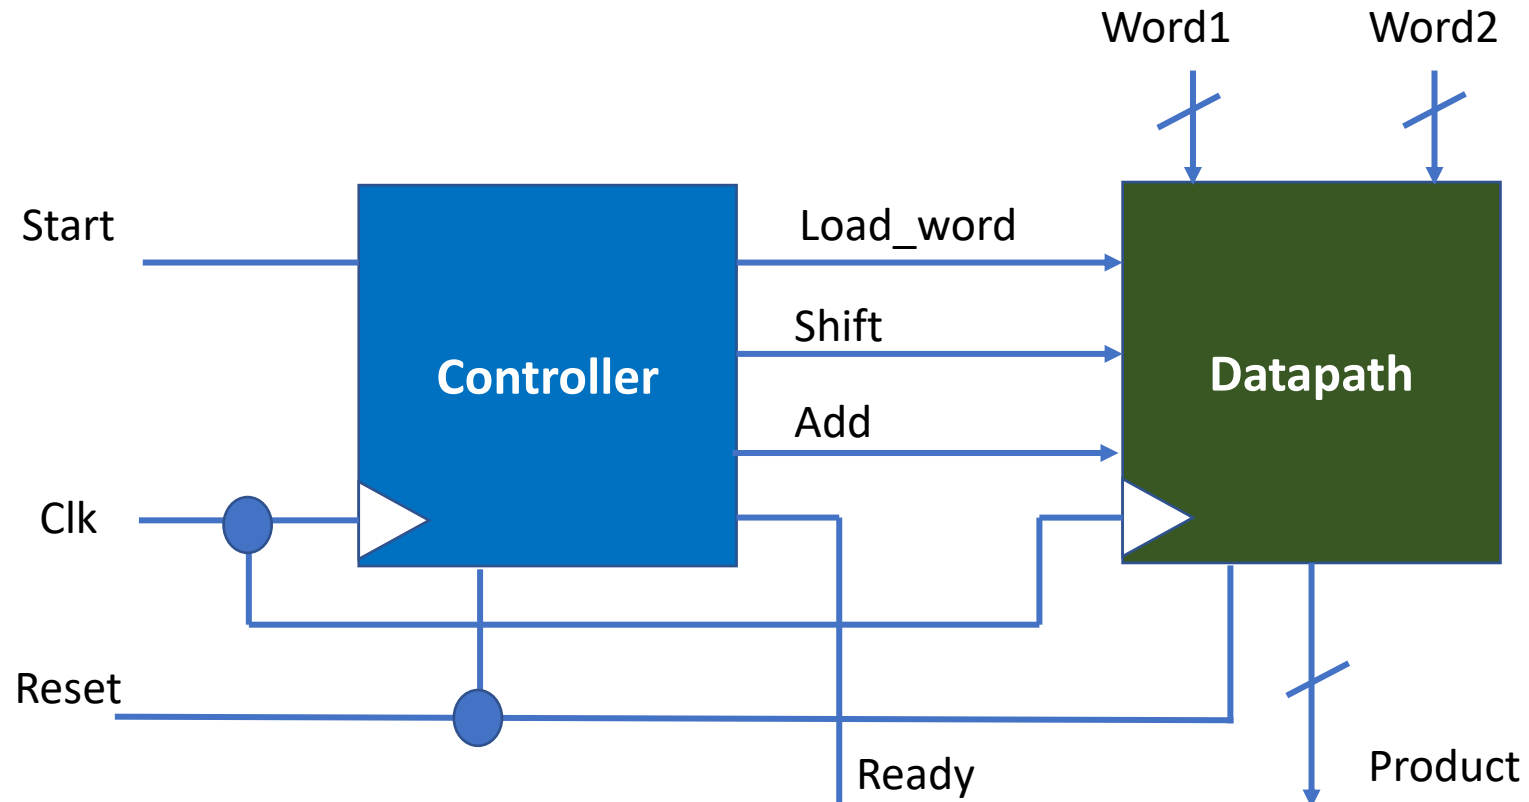 Word1
Word2
Start
Load_word
Shift
Controller
Datapath
Add
Clk
Reset
Ready
Product